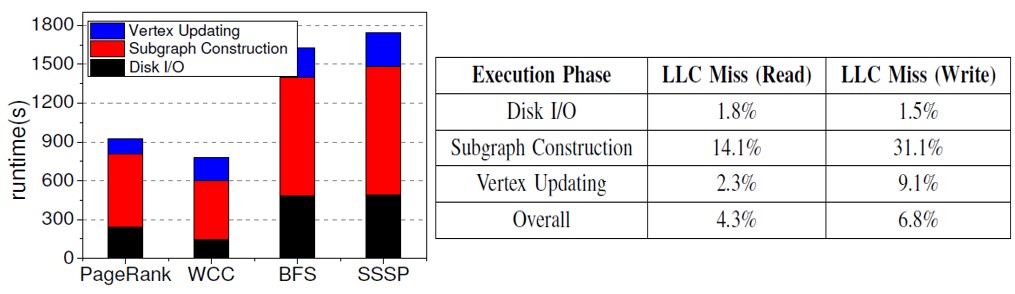 runtime(s)
1800
1500
1200
900
600
300
0
Vertex Updating
Subgraph Construction
Disk I/O
PageRank WCC BFS SSSP
Execution Phase LLC Miss (Read) LLC Miss (Write)
Disk I/O 1.8% 1.5%
Subgraph Construction 14.1% 31.1%
Vertex Updating 2.3% 9.1%
Overall 4.3% 6.8%